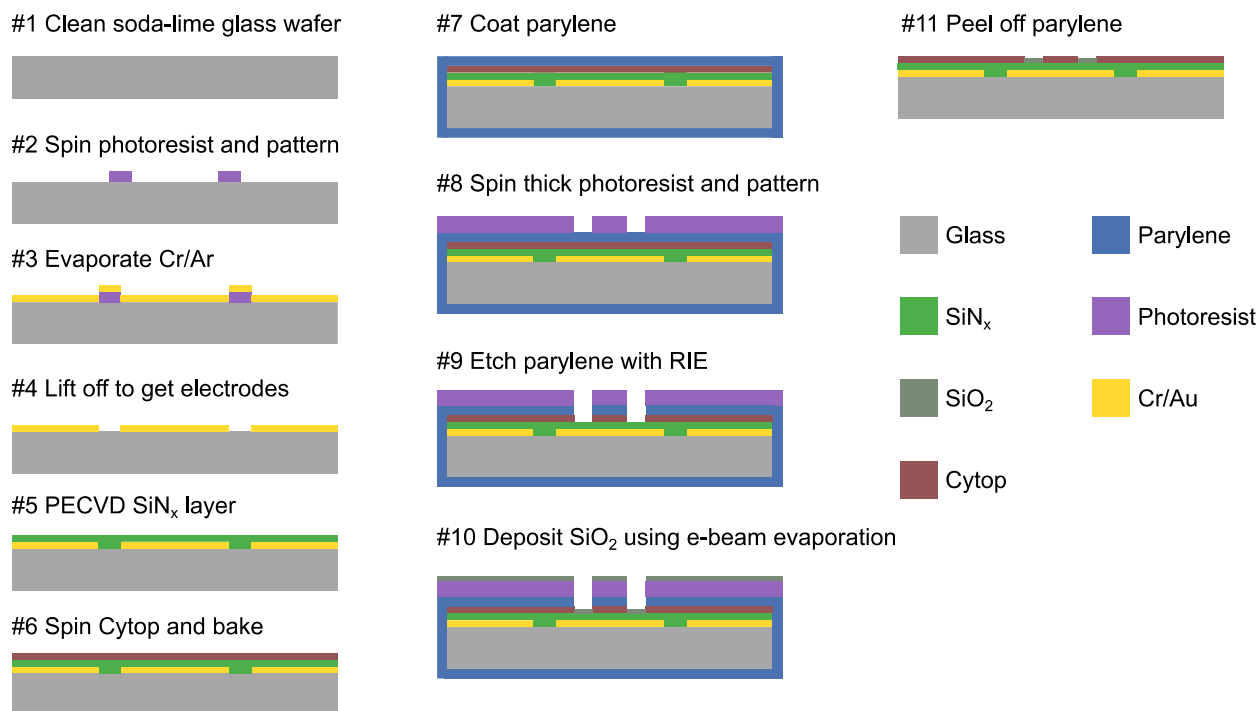 #1 Clean soda-lime glass wafer
#2 Spin photoresist and pattern
#3 Evaporate Cr/Ar
#4 Lift off to get electrodes
#5 PECVD SiNₓ layer
#6 Spin Cytop and bake
#7 Coat parylene
#8 Spin thick photoresist and pattern
#9 Etch parylene with RIE
#10 Deposit SiO₂ using e-beam evaporation
#11 Peel off parylene
Glass
Parylene
SiNₓ
Photoresist
SiO₂
Cr/Au
Cytop